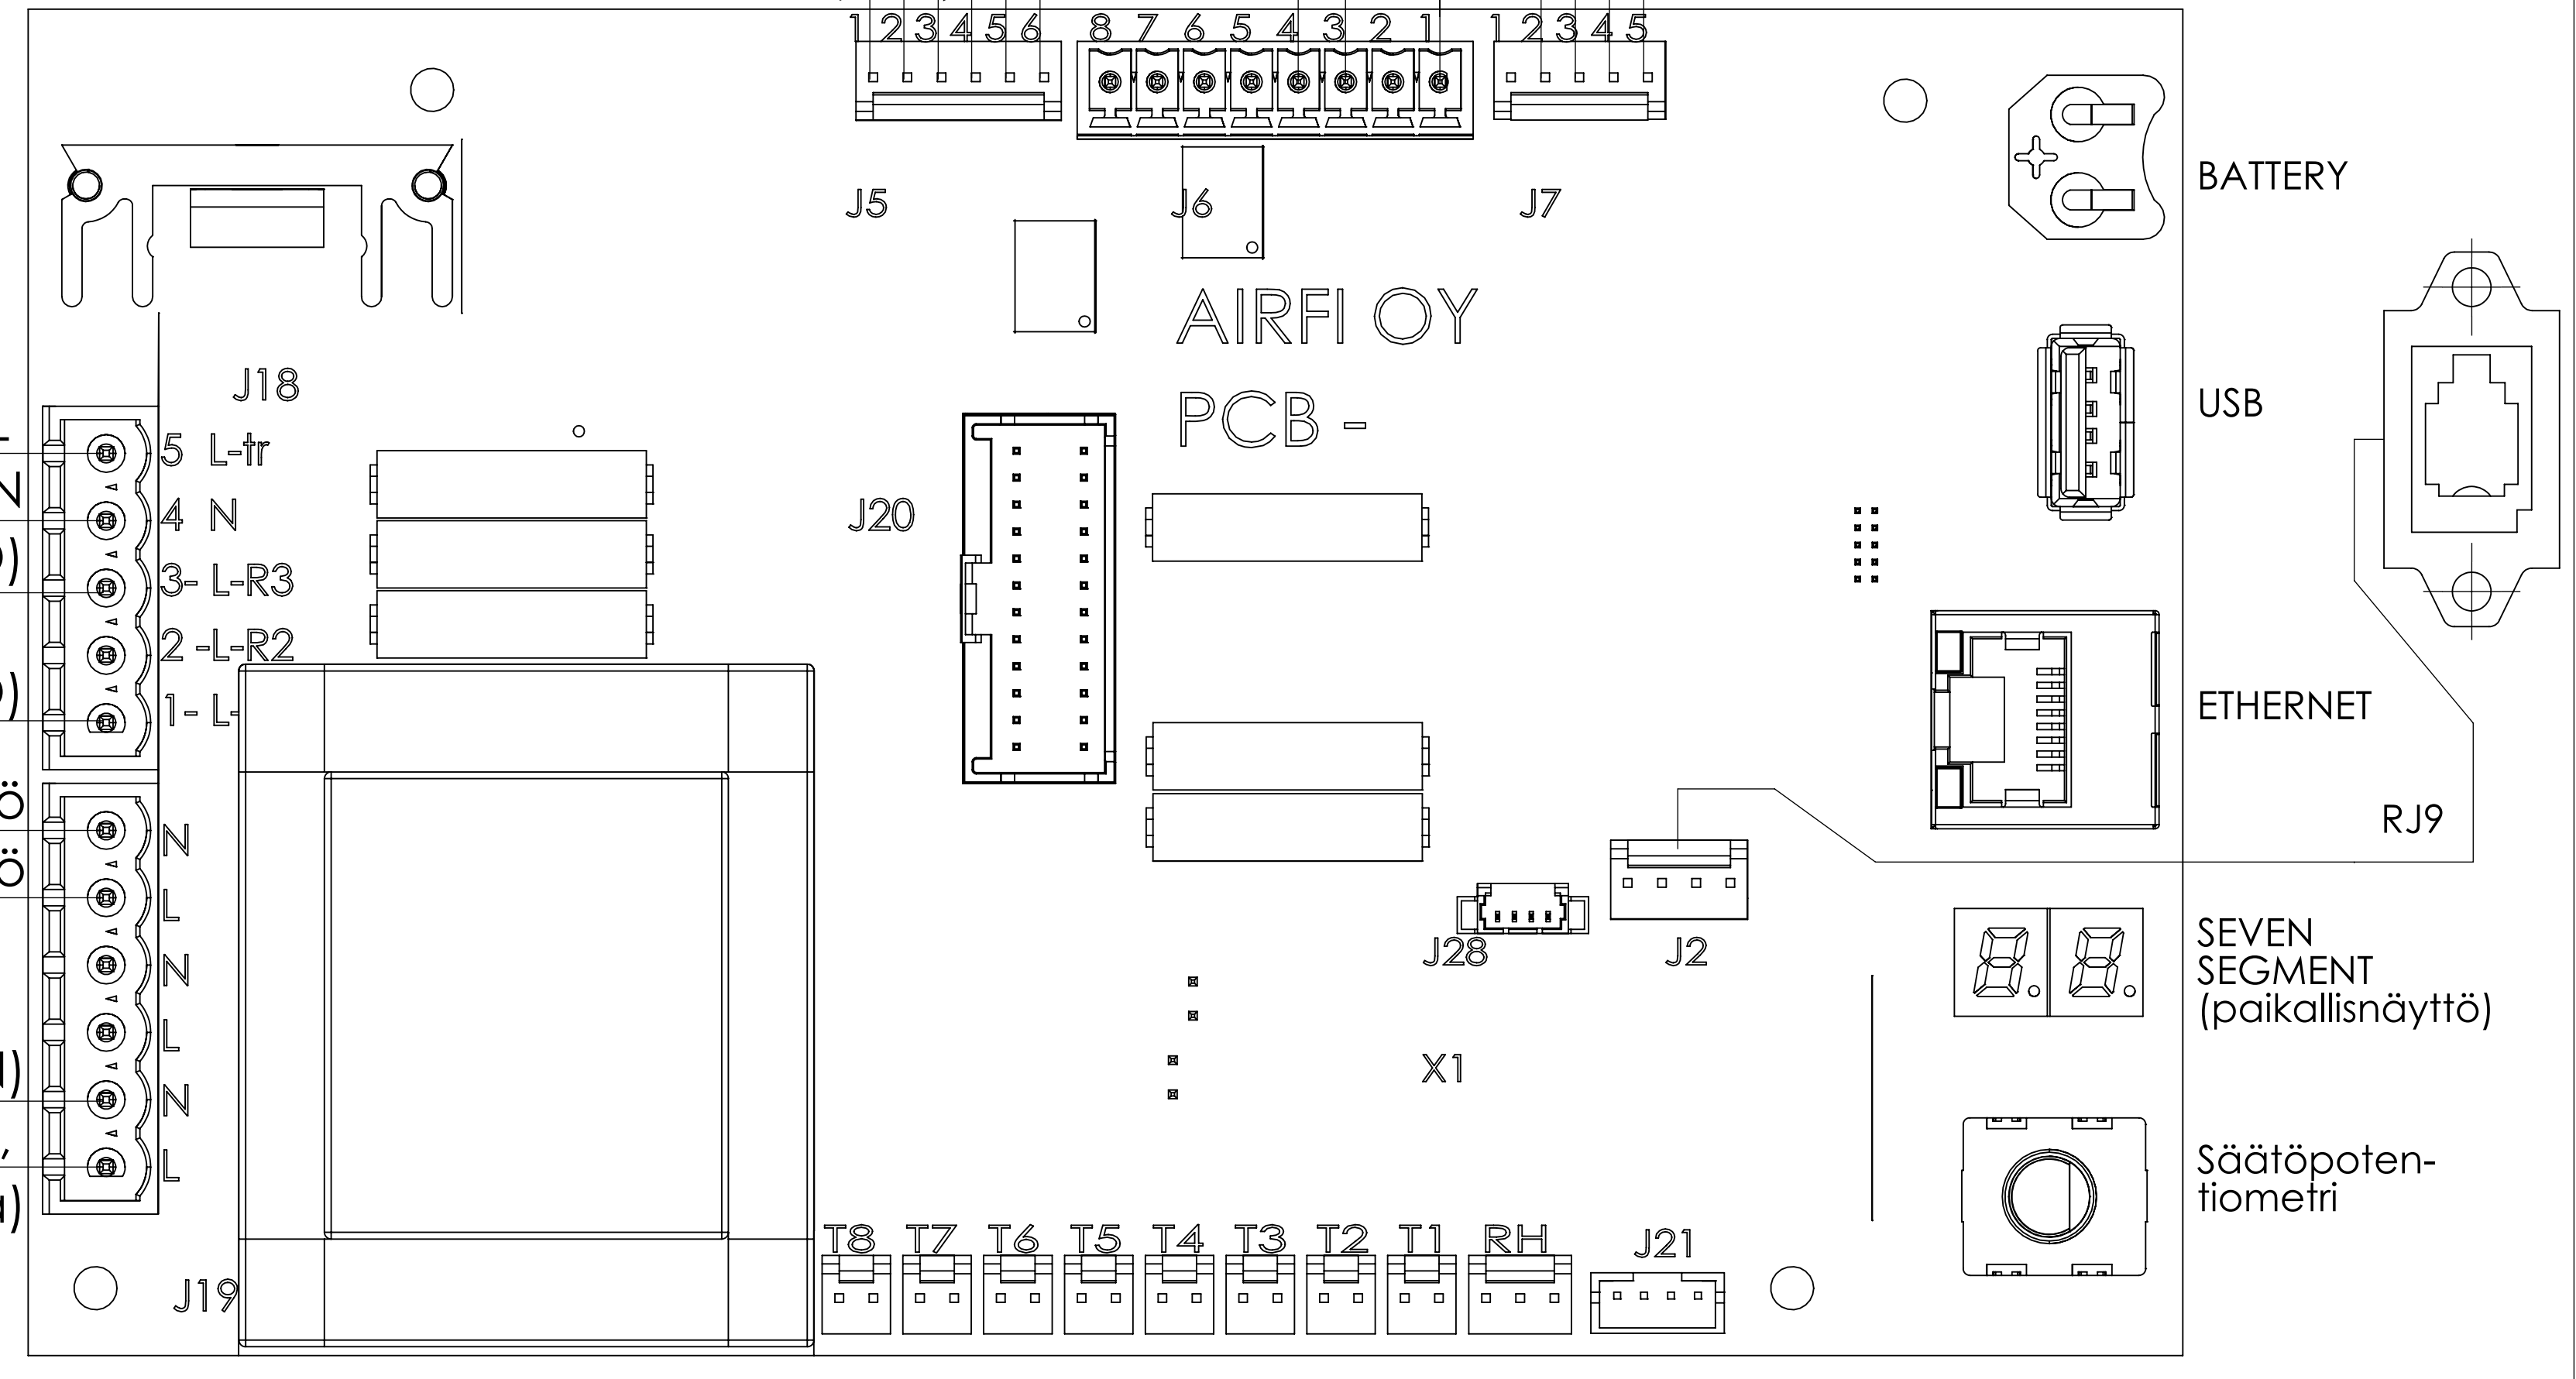 1 2 3 4 5 6
8 7 6 5 4 3 2 1
1 2 3 4 5
BATTERY
J5
J6
J7
AIRFI OY
PCB -
J18
USB
5 L-tr
4 N
3- L-R3
2 -L-R2
1- L-
J20
ETHERNET
RJ9
N
L
N
L
N
L
J28
J2
SEVEN
SEGMENT
(paikallisnäyttö)
X1
Säätöpoten-
tiometri
T8 T7 T6 T5 T4 T3 T2 T1 RH
J21
J19